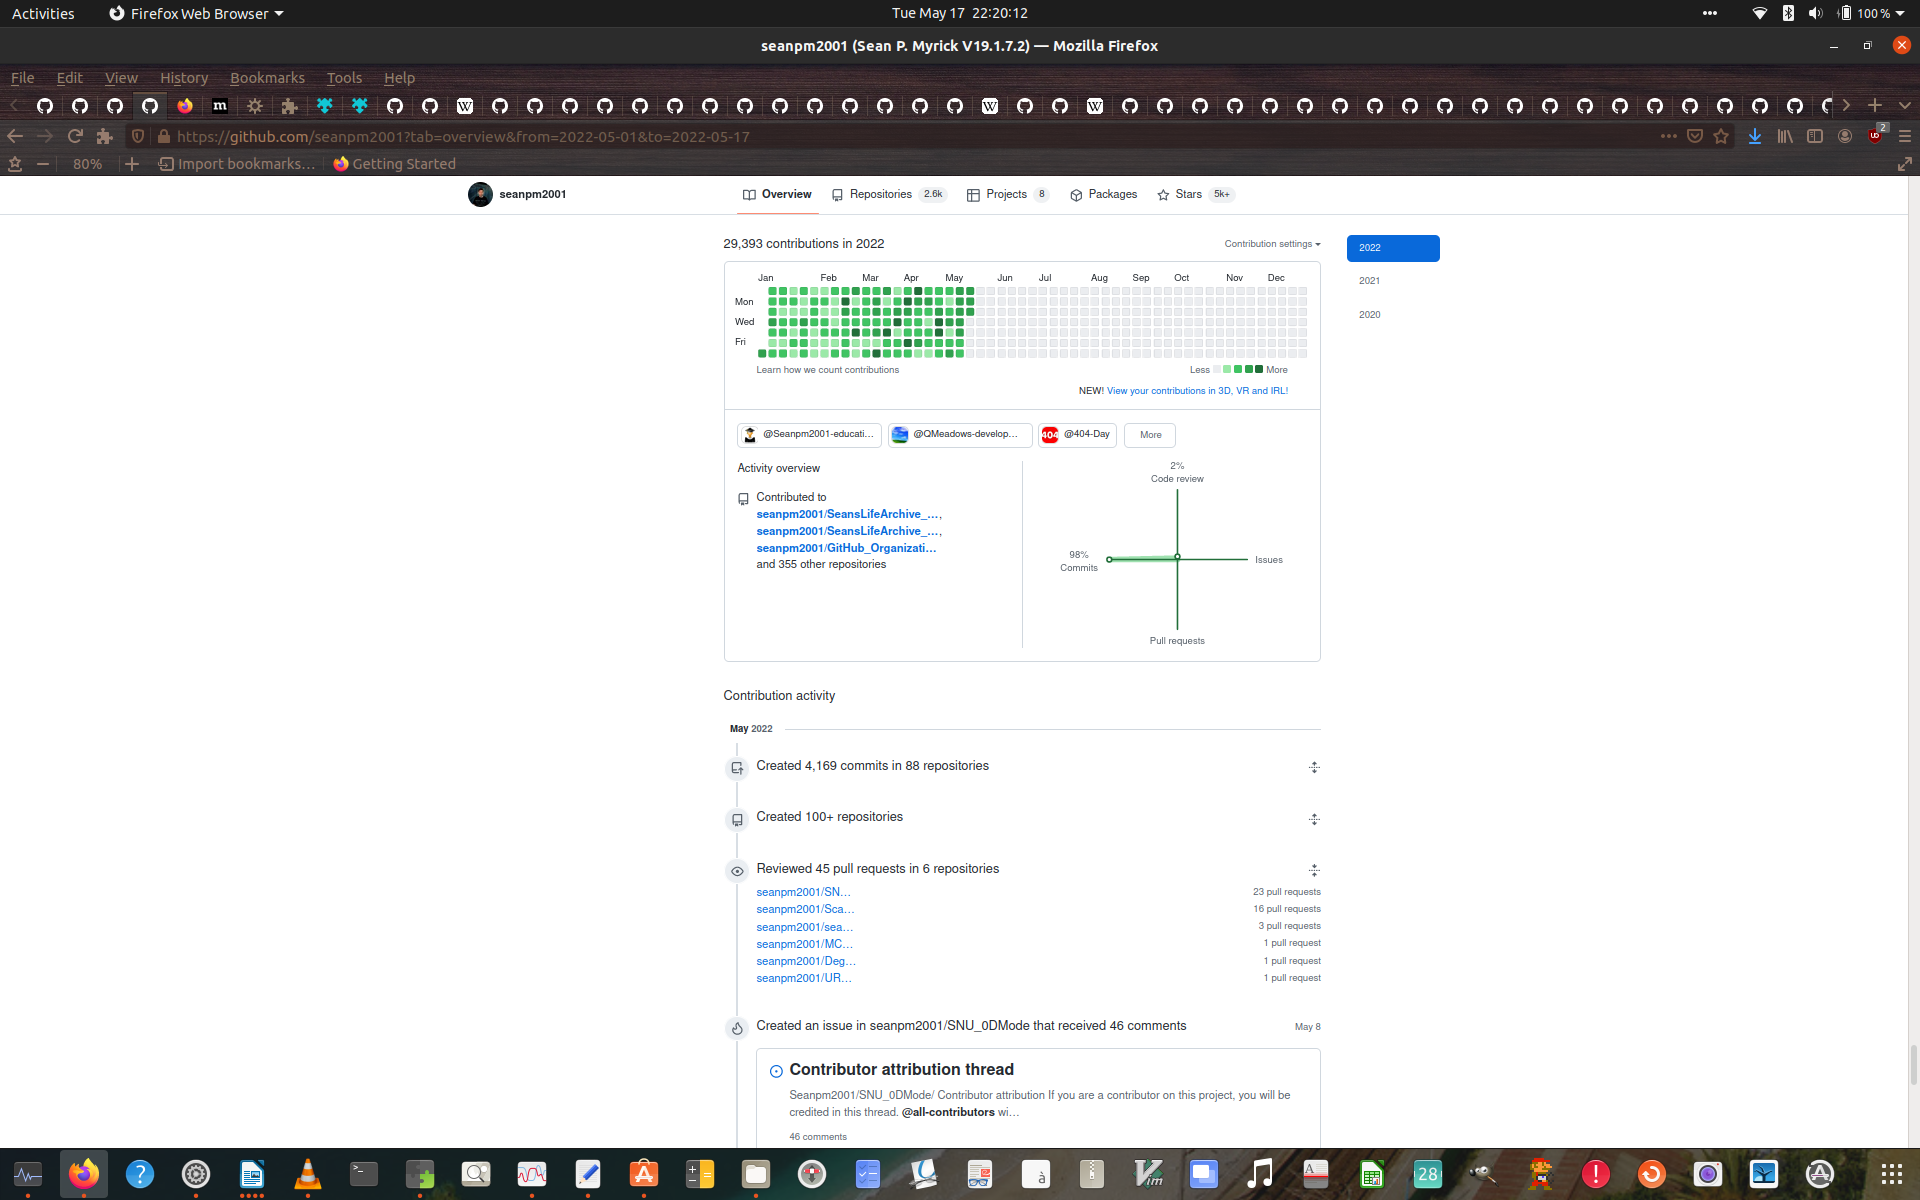 Activities
Firefox Web Browser
Tue May 17 22:20:12
100 %
seanpm2001 (Sean P. Myrick V19.1.7.2) — Mozilla Firefox
File Edit View History Bookmarks Tools Help
https://github.com/seanpm2001?tab=overview&from=2022-05-01&to=2022-05-17
2
80%
Import bookmarks...
Getting Started
seanpm2001
Overview
Repositories 2.6k
Projects 8
Packages
Stars 5k+
29,393 contributions in 2022
Contribution settings
2022
2021
2020
Jan Feb Mar Apr May Jun Jul Aug Sep Oct Nov Dec
Mon
Wed
Fri
Learn how we count contributions
Less More
NEW! View your contributions in 3D, VR and IRL!
@Seanpm2001-educati...
@QMeadows-develop...
404 @404-Day
More
Activity overview
Contributed to
seanpm2001/SeansLifeArchive_...,
seanpm2001/SeansLifeArchive_...,
seanpm2001/GitHub_Organizati...
and 355 other repositories
2%
Code review
98%
Commits
Issues
Pull requests
Contribution activity
May 2022
Created 4,169 commits in 88 repositories
Created 100+ repositories
Reviewed 45 pull requests in 6 repositories
seanpm2001/SN... 23 pull requests
seanpm2001/Sca... 16 pull requests
seanpm2001/sea... 3 pull requests
seanpm2001/MC... 1 pull request
seanpm2001/Deg... 1 pull request
seanpm2001/UR... 1 pull request
Created an issue in seanpm2001/SNU_0DMode that received 46 comments May 8
Contributor attribution thread
Seanpm2001/SNU_0DMode/ Contributor attribution If you are a contributor on this project, you will be
credited in this thread. @all-contributors wi...
46 comments
28